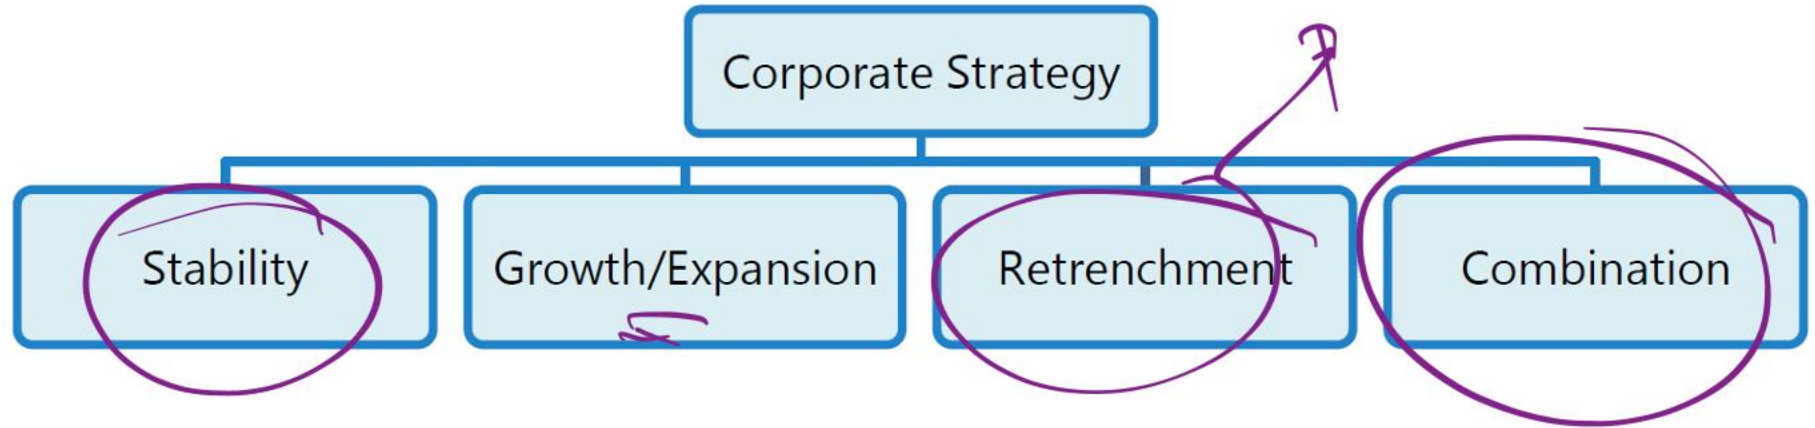 Corporate Strategy
Stability
Growth/Expansion
Retrenchment
Combination